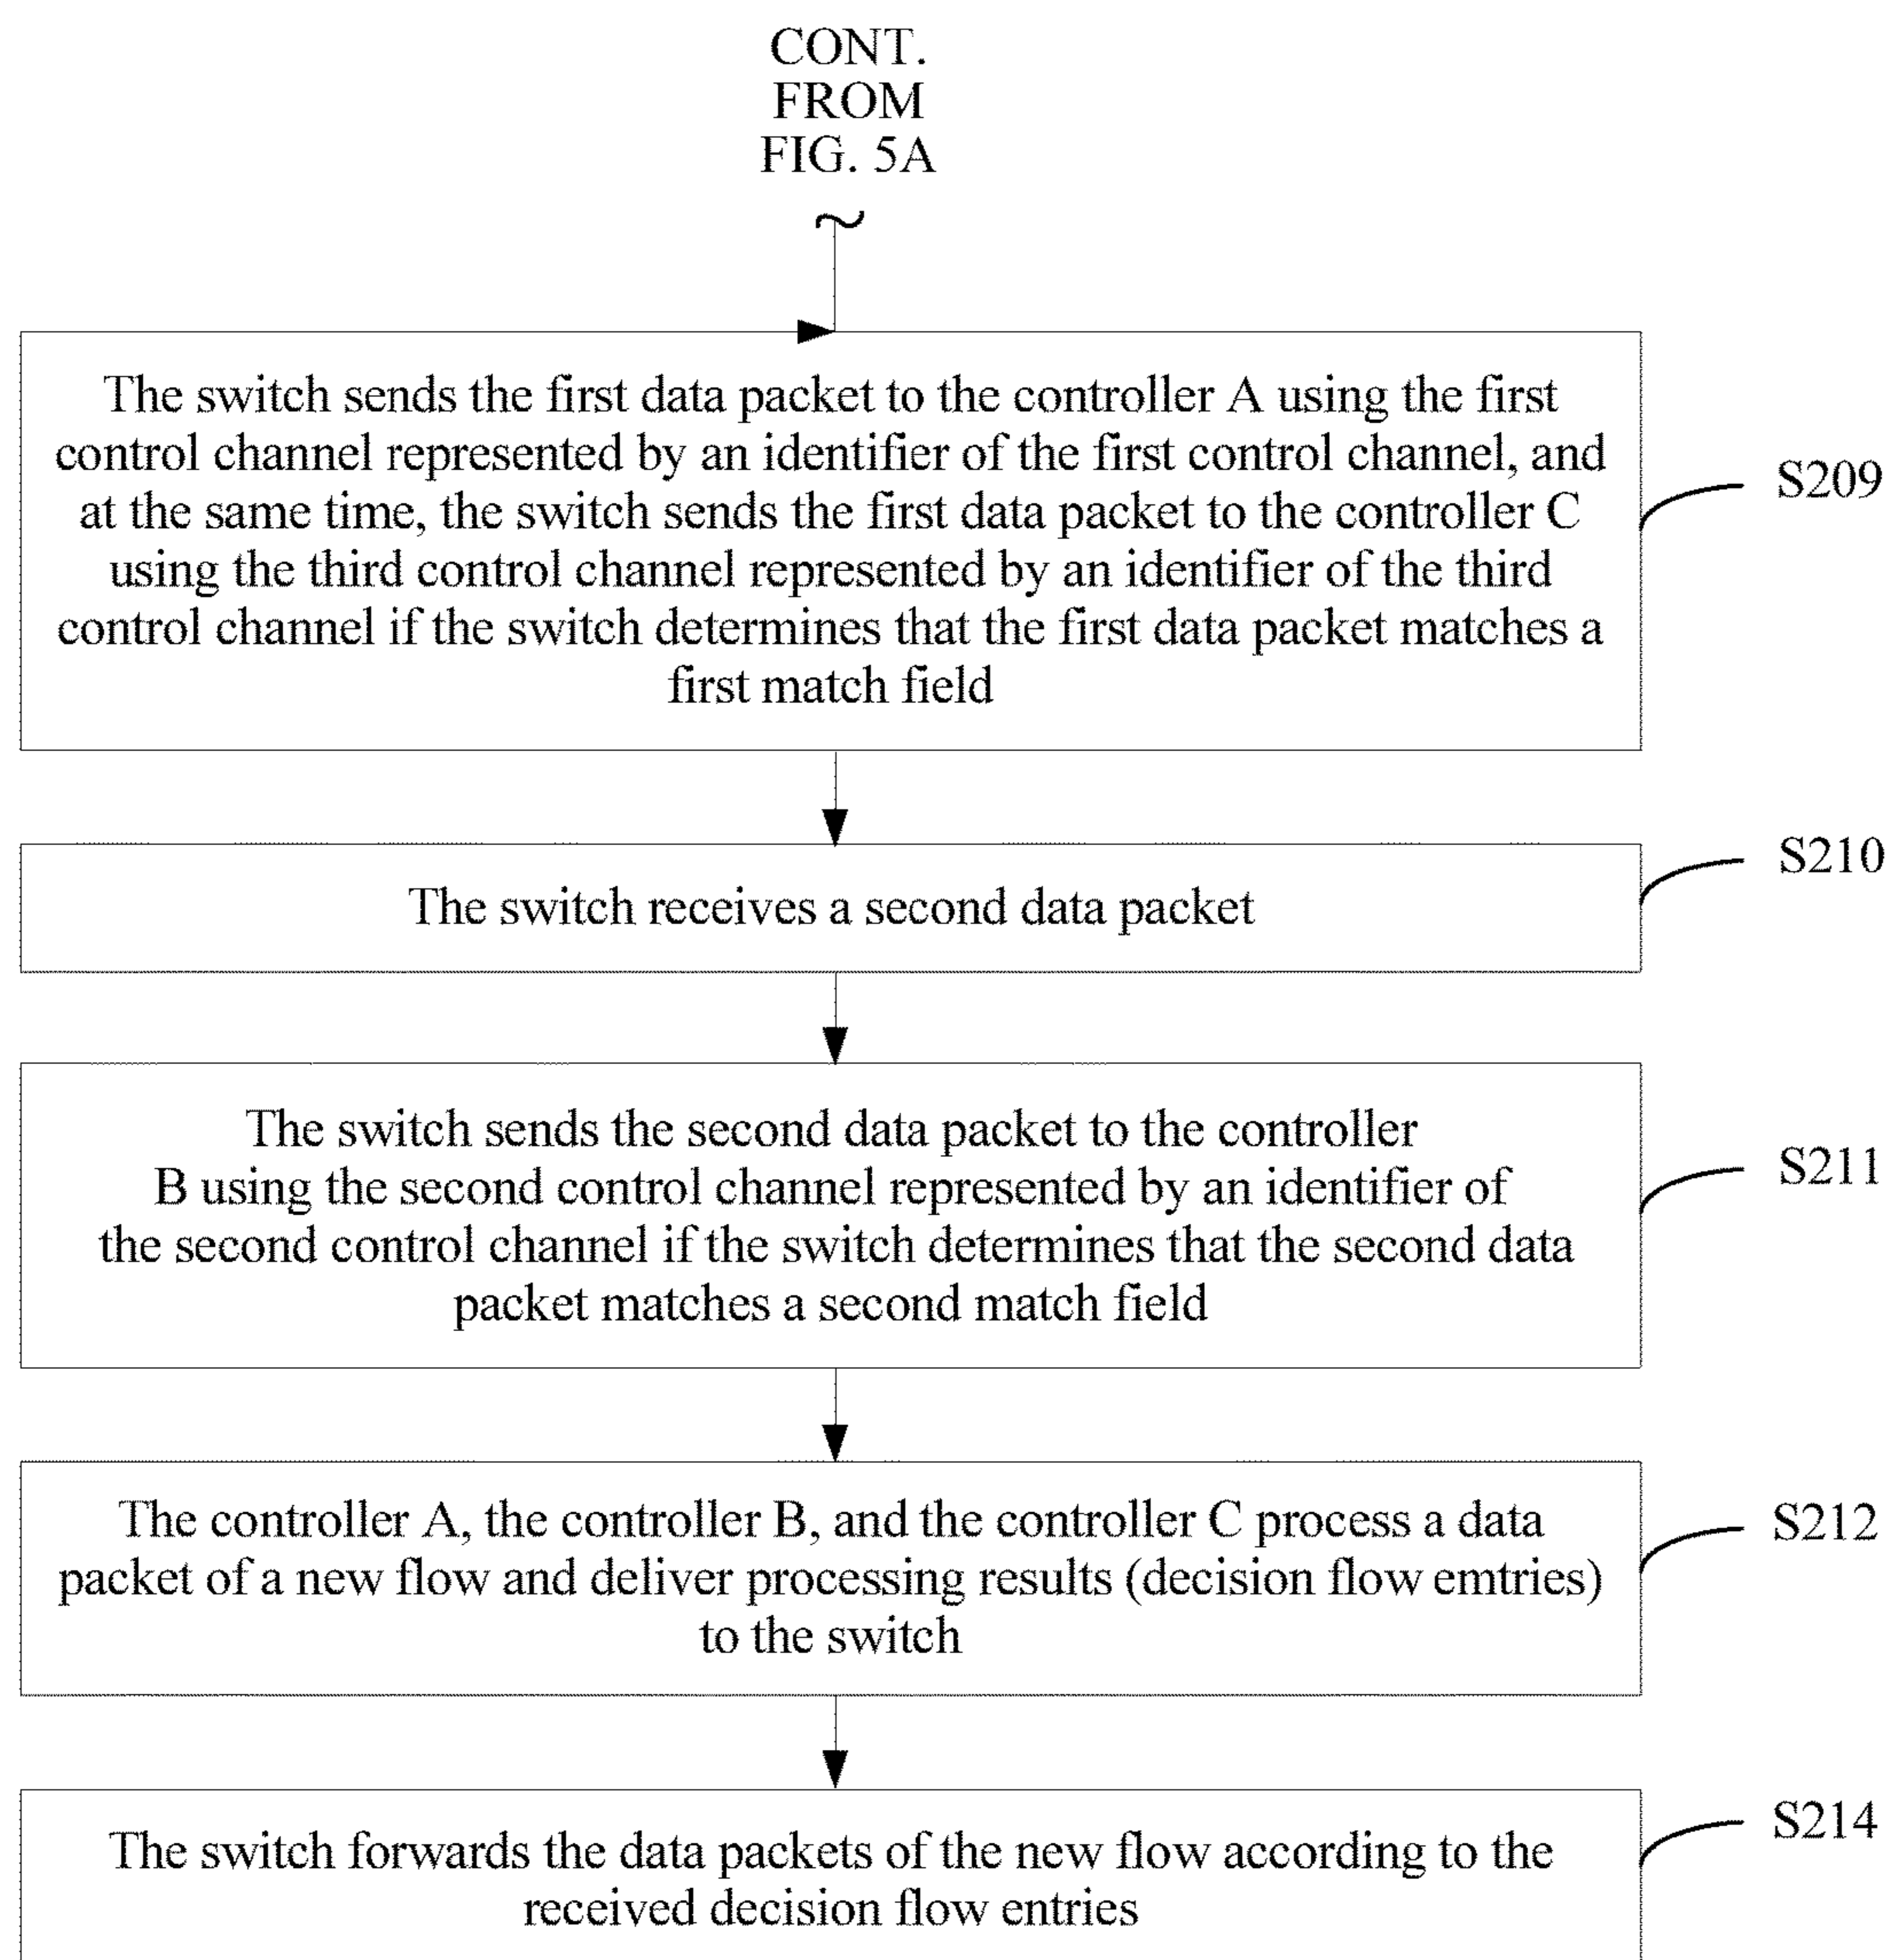 CONT.
FROM
FIG. 5A
The switch sends the first data packet to the controller A using the first
control channel represented by an identifier of the first control channel, and
at the same time, the switch sends the first data packet to the controller C
using the third control channel represented by an identifier of the third
control channel if the switch determines that the first data packet matches a
first match field
S209
The switch receives a second data packet
S210
The switch sends the second data packet to the controller
B using the second control channel represented by an identifier of
the second control channel if the switch determines that the second data
packet matches a second match field
S211
The controller A, the controller B, and the controller C process a data
packet of a new flow and deliver processing results (decision flow emtries)
to the switch
S212
The switch forwards the data packets of the new flow according to the
received decision flow entries
S214